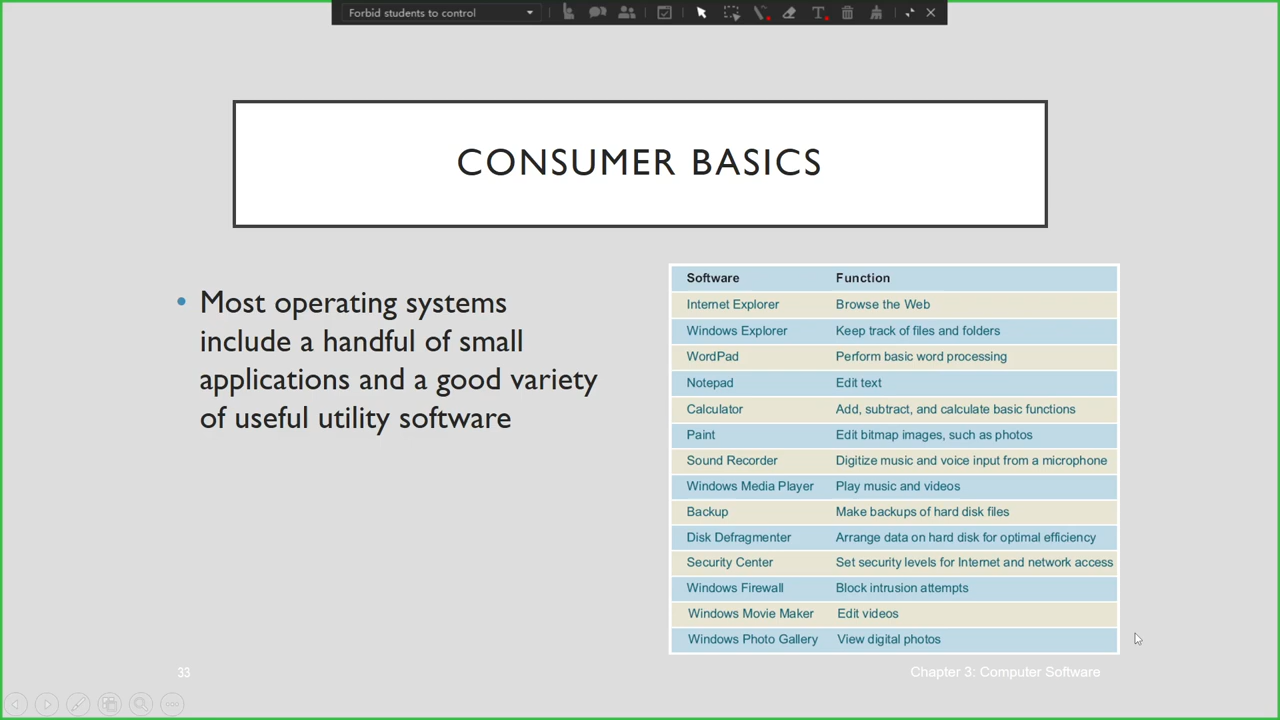 Forbid students to control
CONSUMER BASICS
• Most operating systems
include a handful of small
applications and a good variety
of useful utility software
Software Function
Internet Explorer Browse the Web
Windows Explorer Keep track of files and folders
WordPad Perform basic word processing
Notepad Edit text
Calculator Add, subtract, and calculate basic functions
Paint Edit bitmap images, such as photos
Sound Recorder Digitize music and voice input from a microphone
Windows Media Player Play music and videos
Backup Make backups of hard disk files
Disk Defragmenter Arrange data on hard disk for optimal efficiency
Security Center Set security levels for Internet and network access
Windows Firewall Block intrusion attempts
Windows Movie Maker Edit videos
Windows Photo Gallery View digital photos
33 Chapter 3: Computer Software